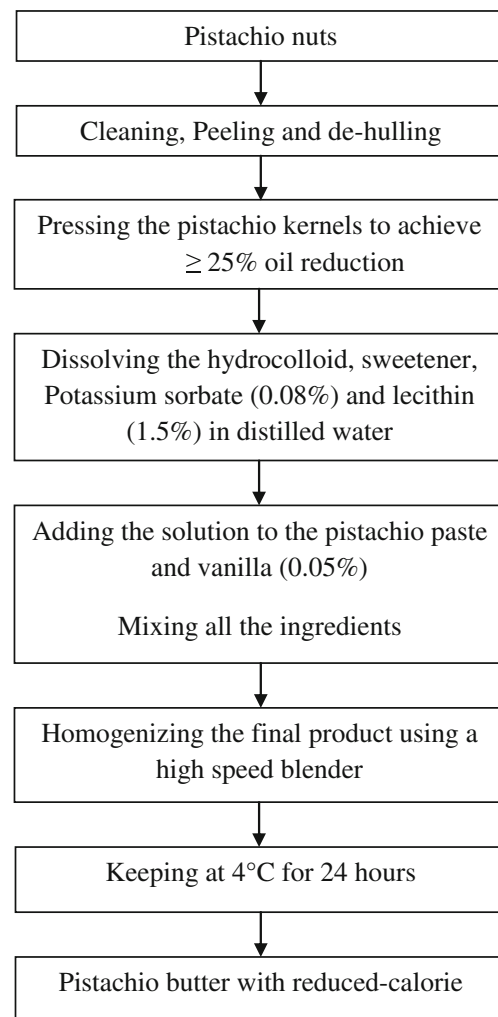 Pistachio nuts
Cleaning, Peeling and de-hulling
Pressing the pistachio kernels to achieve
≥ 25% oil reduction
Dissolving the hydrocolloid, sweetener,
Potassium sorbate (0.08%) and lecithin
(1.5%) in distilled water
Adding the solution to the pistachio paste
and vanilla (0.05%)
Mixing all the ingredients
Homogenizing the final product using a
high speed blender
Keeping at 4°C for 24 hours
Pistachio butter with reduced-calorie